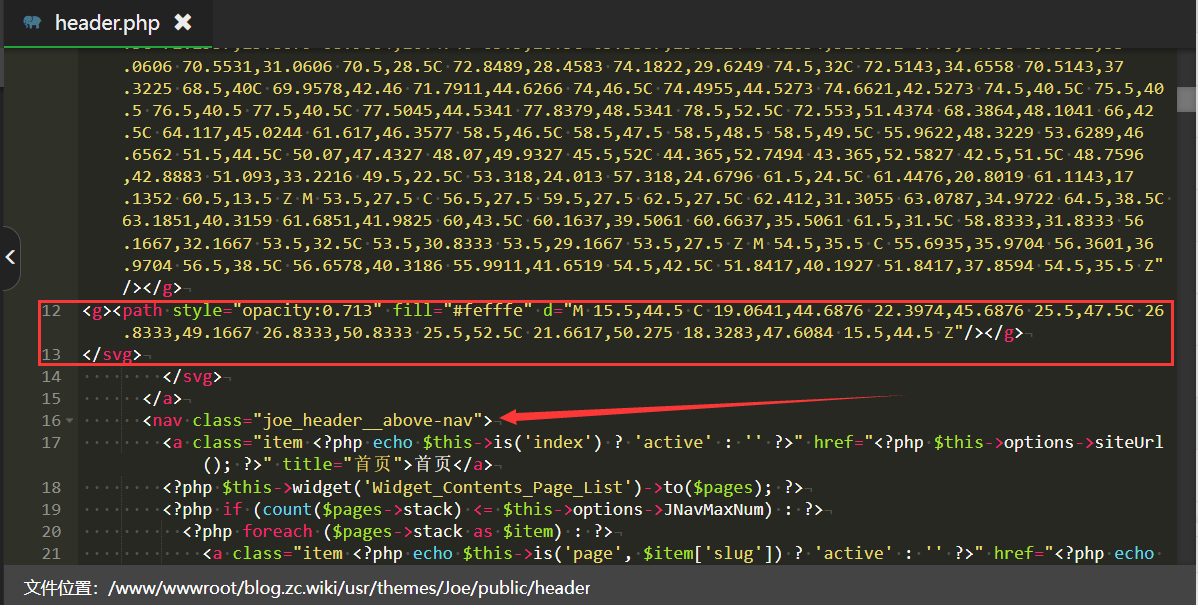 header.php
.0606 70.5531,31.0606 70.5,28.5C 72.8489,28.4583 74.1822,29.6249 74.5,32C 72.5143,34.6558 70.5143,37
.3225 68.5,40C 69.9578,42.46 71.7911,44.6266 74,46.5C 74.4955,44.5273 74.6621,42.5273 74.5,40.5C 75.5,40
.5 76.5,40.5 77.5,40.5C 77.5045,44.5341 77.8379,48.5341 78.5,52.5C 72.553,51.4374 68.3864,48.1041 66,42
.5C 64.117,45.0244 61.617,46.3577 58.5,46.5C 58.5,47.5 58.5,48.5 58.5,49.5C 55.9622,48.3229 53.6289,46
.6562 51.5,44.5C 50.07,47.4327 48.07,49.9327 45.5,52C 44.365,52.7494 43.365,52.5827 42.5,51.5C 48.7596
,42.8883 51.093,33.2216 49.5,22.5C 53.318,24.013 57.318,24.6796 61.5,24.5C 61.4476,20.8019 61.1143,17
.1352 60.5,13.5 Z M 53.5,27.5 C 56.5,27.5 59.5,27.5 62.5,27.5C 62.412,31.3055 63.0787,34.9722 64.5,38.5C
63.1851,40.3159 61.6851,41.9825 60,43.5C 60.1637,39.5061 60.6637,35.5061 61.5,31.5C 58.8333,31.8333 56
.1667,32.1667 53.5,32.5C 53.5,30.8333 53.5,29.1667 53.5,27.5 Z M 54.5,35.5 C 55.6935,35.9704 56.3601,36
.9704 56.5,38.5C 56.6578,40.3186 55.9911,41.6519 54.5,42.5C 51.8417,40.1927 51.8417,37.8594 54.5,35.5 Z"
/></g>
12 <g><path style="opacity:0.713" fill="#fefffe" d="M 15.5,44.5 C 19.0641,44.6876 22.3974,45.6876 25.5,47.5C 26
.8333,49.1667 26.8333,50.8333 25.5,52.5C 21.6617,50.275 18.3283,47.6084 15.5,44.5 Z"/></g>
13 </svg>
14 </svg>
15 </a>
16 <nav class="joe_header__above-nav">
17 <a class="item <?php echo $this->is('index') ? 'active' : '' ?>" href="<?php $this->options->siteUrl
(); ?>" title="首页">首页</a>
18 <?php $this->widget('Widget_Contents_Page_List')->to($pages); ?>
19 <?php if (count($pages->stack) <= $this->options->JNavMaxNum) : ?>
20 <?php foreach ($pages->stack as $item) : ?>
21 <a class="item <?php echo $this->is('page', $item['slug']) ? 'active' : '' ?>" href="<?php echo
文件位置：/www/wwwroot/blog.zc.wiki/usr/themes/Joe/public/header